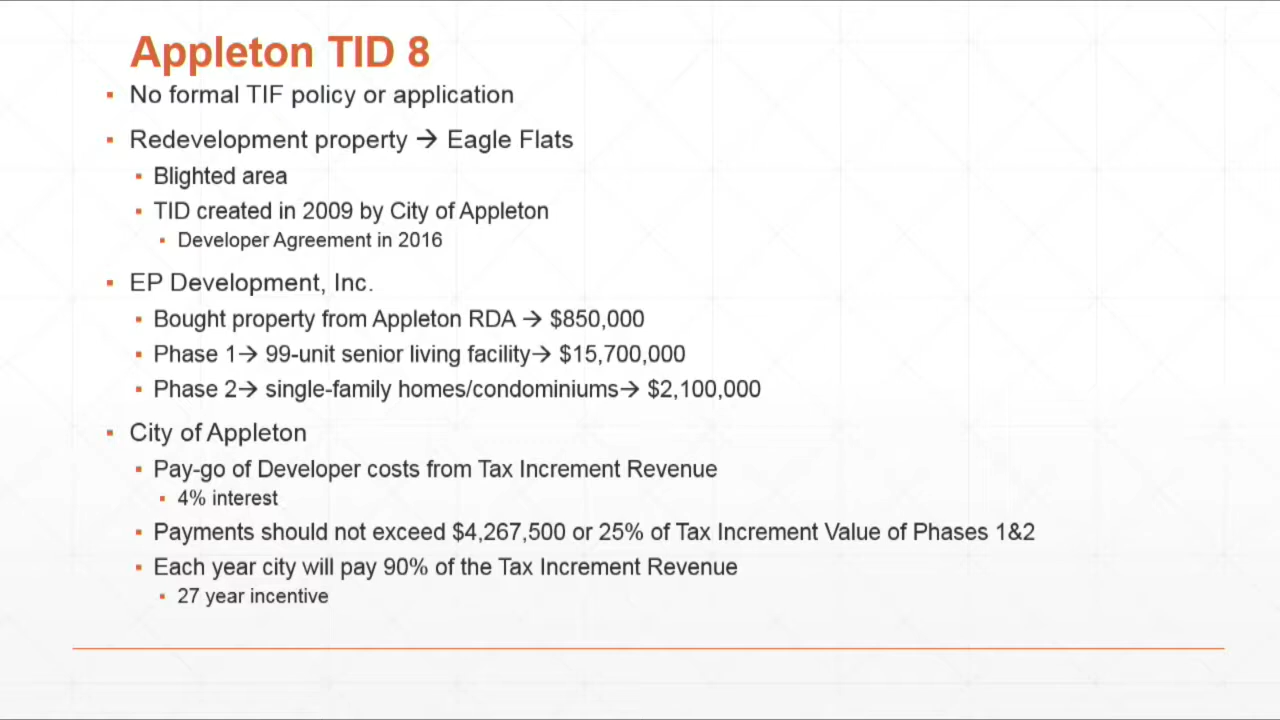 Appleton TID 8
▪ No formal TIF policy or application
▪ Redevelopment property → Eagle Flats
▪ Blighted area
▪ TID created in 2009 by City of Appleton
▪ Developer Agreement in 2016
▪ EP Development, Inc.
▪ Bought property from Appleton RDA → $850,000
▪ Phase 1→ 99-unit senior living facility→ $15,700,000
▪ Phase 2→ single-family homes/condominiums→ $2,100,000
▪ City of Appleton
▪ Pay-go of Developer costs from Tax Increment Revenue
▪ 4% interest
▪ Payments should not exceed $4,267,500 or 25% of Tax Increment Value of Phases 1&2
▪ Each year city will pay 90% of the Tax Increment Revenue
▪ 27 year incentive